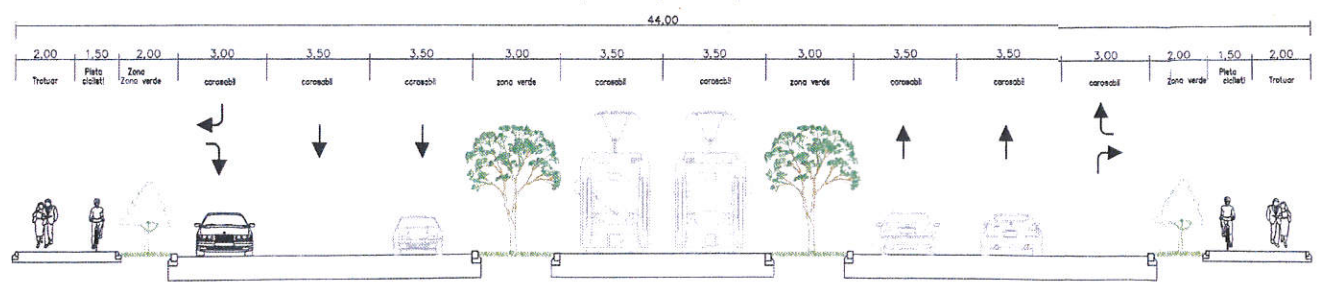 44.00
2.00 1.50 2.00 3.00 3.50 3.50 3.00 3.50 3.50 3.00 3.50 3.50 3.00 2.00 1.50 2.00
Trotuar Pista Zona carosabil carosabil carosabil zona verde carosabil carosabil zona verde carosabil carosabil carosabil Zona verde Pista Trotuar
ciclisti Zona verde ciclisti